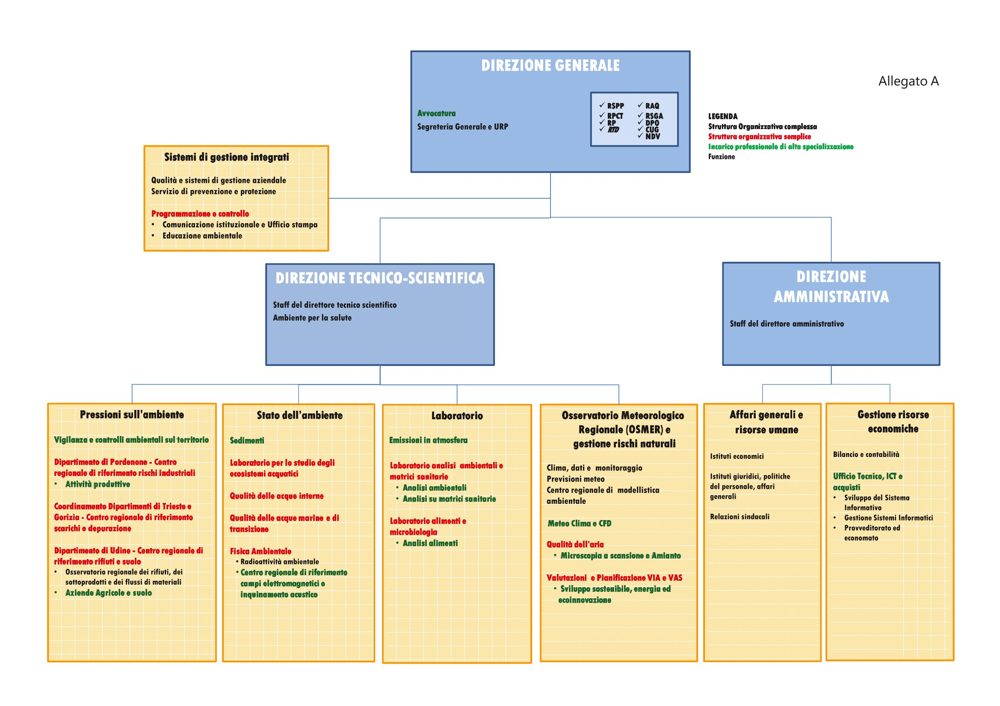 DIREZIONE GENERALE
Allegato A
Avvocatura
Segreteria Generale e URP
✓ RSPP
✓ RPCT
✓ RP
✓ RTD
✓ RAQ
✓ RSGA
✓ DPO
✓ CUG
✓ NDV
LEGENDA
Struttura Organizzativa complessa
Struttura organizzativa semplice
Incarico professionale di alta specializzazione
Funzione
Sistemi di gestione integrati
Qualità e sistemi di gestione aziendale
Servizio di prevenzione e protezione
Programmazione e controllo
• Comunicazione istituzionale e Ufficio stampa
• Educazione ambientale
DIREZIONE TECNICO-SCIENTIFICA
Staff del direttore tecnico scientifico
Ambiente per la salute
DIREZIONE
AMMINISTRATIVA
Staff del direttore amministrativo
Pressioni sull'ambiente
Vigilanza e controlli ambientali sul territorio
Dipartimento di Pordenone - Centro
regionale di riferimento rischi industriali
• Attività produttive
Coordinamento Dipartimenti di Trieste e
Gorizia - Centro regionale di riferimento
scarichi e depurazione
Dipartimento di Udine - Centro regionale di
riferimento rifiuti e suolo
• Osservatorio regionale dei rifiuti, dei
sottoprodotti e dei flussi di materiali
• Aziende Agricole e suolo
Stato dell'ambiente
Sedimenti
Laboratorio per lo studio degli
ecosistemi acquatici
Qualità delle acque interne
Qualità delle acque marine e di
transizione
Fisica Ambientale
• Radioattività ambientale
• Centro regionale di riferimento
campi elettromagnetici e
inquinamento acustico
Laboratorio
Emissioni in atmosfera
Laboratorio analisi ambientali e
matrici sanitarie
• Analisi ambientali
• Analisi su matrici sanitarie
Laboratorio alimenti e
microbiologia
• Analisi alimenti
Osservatorio Meteorologico
Regionale (OSMER) e
gestione rischi naturali
Clima, dati e monitoraggio
Previsioni meteo
Centro regionale di modellistica
ambientale
Meteo Clima e CFD
Qualità dell'aria
• Microscopia a scansione e Amianto
Valutazioni e Pianificazione VIA e VAS
• Sviluppo sostenibile, energia ed
ecoinnovazione
Affari generali e
risorse umane
Istituti economici
Istituti giuridici, politiche
del personale, affari
generali
Relazioni sindacali
Gestione risorse
economiche
Bilancio e contabilità
Ufficio Tecnico, ICT e
acquisti
• Sviluppo del Sistema
Informativo
• Gestione Sistemi Informatici
• Provveditorato ed
economato